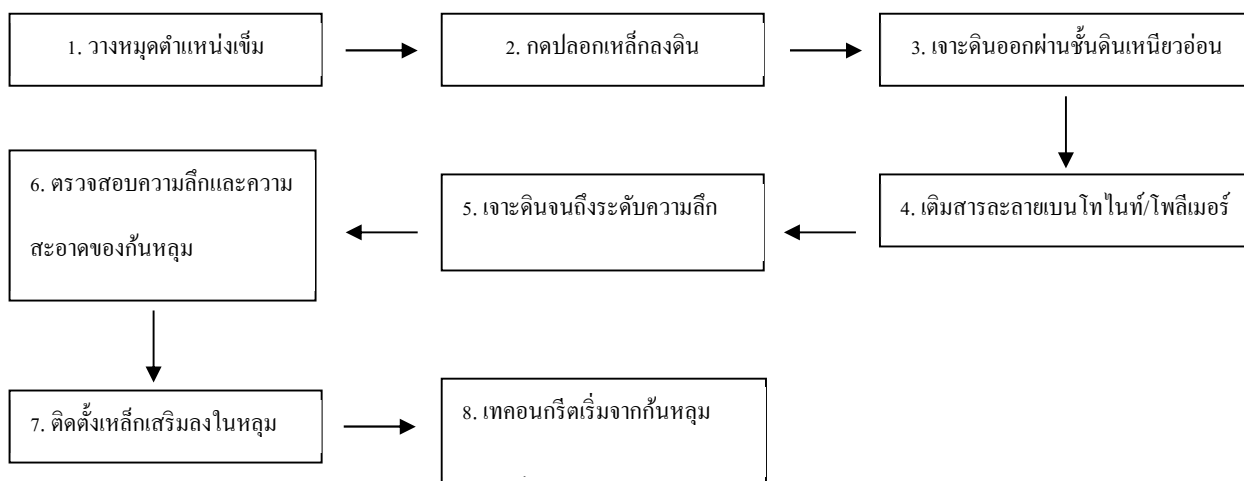 1. วางหมุดตำแหน่งเข็ม
2. กดปลอกเหล็กลงดิน
3. เจาะดินออกผ่านชั้นดินเหนียวอ่อน
4. เติมสารละลายเบนโทไนท์/โพลีเมอร์
5. เจาะดินจนถึงระดับความลึก
6. ตรวจสอบความลึกและความ
สะอาดของก้นหลุม
7. ติดตั้งเหล็กเสริมลงในหลุม
8. เทคอนกรีตเริ่มจากก้นหลุม